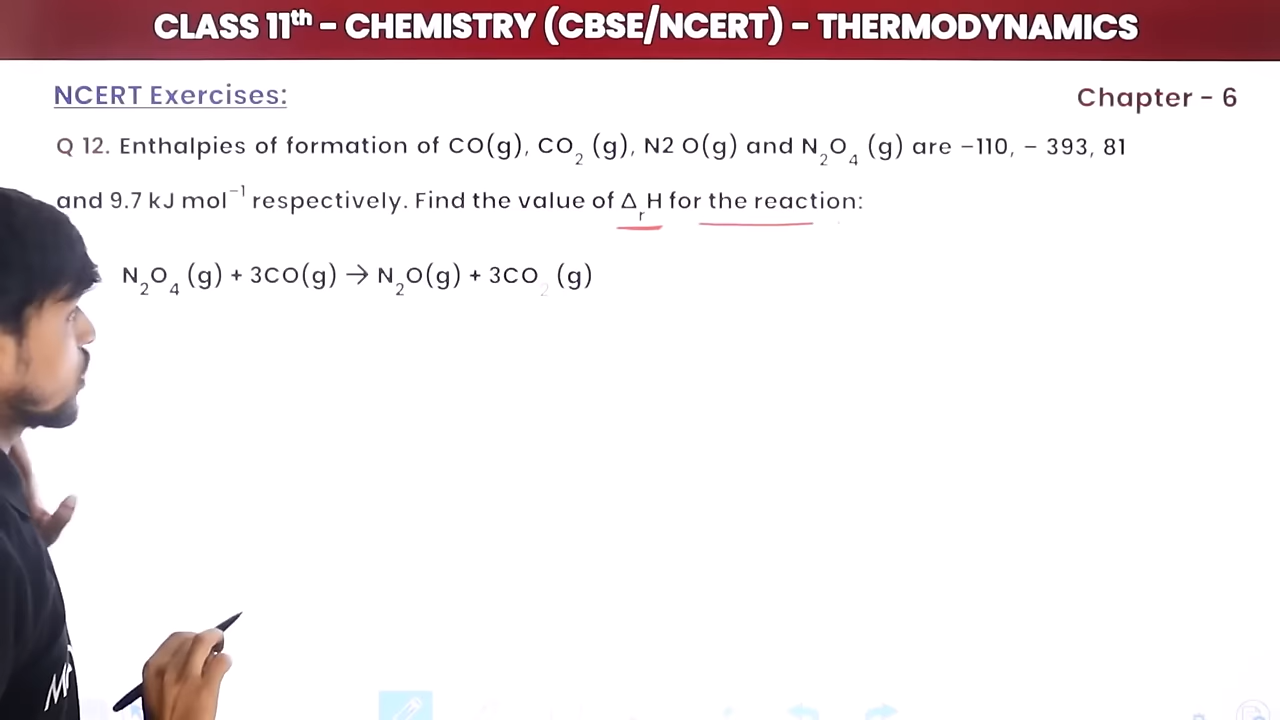 CLASS 11th - CHEMISTRY (CBSE/NCERT) - THERMODYNAMICS
NCERT Exercises:
Chapter - 6
Q 12. Enthalpies of formation of CO(g), CO₂ (g), N2 O(g) and N₂O₄ (g) are –110, – 393, 81
and 9.7 kJ mol⁻¹ respectively. Find the value of ΔᵣH for the reaction:
N₂O₄ (g) + 3CO(g) → N₂O(g) + 3CO₂ (g)